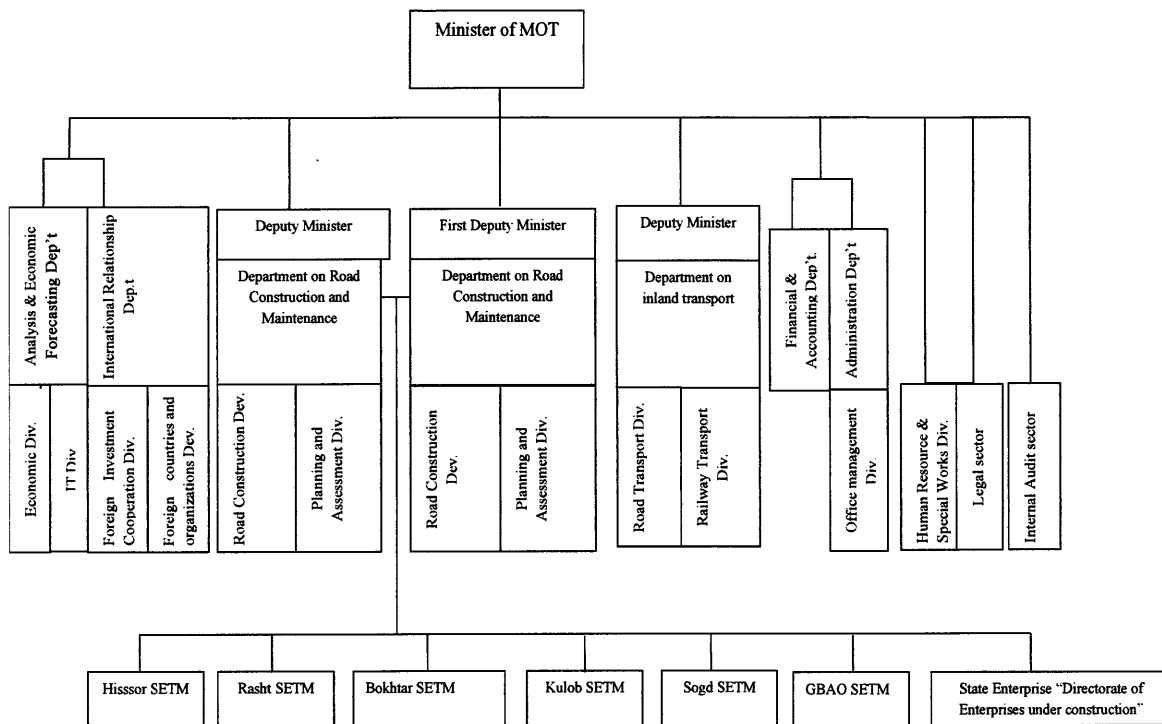 Minister of MOT
Analysis & Economic
Forecasting Dep't
International Relationship
Dep.t
Deputy Minister
Department on Road
Construction and
Maintenance
First Deputy Minister
Department on Road
Construction and
Maintenance
Deputy Minister
Department on
inland transport
Financial &
Accounting Dep't.
Administration Dep't
Economic Div.
IT Div
Foreign Investment
Cooperation Div.
Foreign countries and
organizations Dev.
Road Construction Dev.
Planning and
Assessment Div.
Road Construction
Dev.
Planning and
Assessment Div.
Road Transport Div.
Railway Transport
Div.
Office management
Div.
Human Resource &
Special Works Div.
Legal sector
Internal Audit sector
Hisssor SETM
Rasht SETM
Bokhtar SETM
Kulob SETM
Sogd SETM
GBAO SETM
State Enterprise "Directorate of
Enterprises under construction"